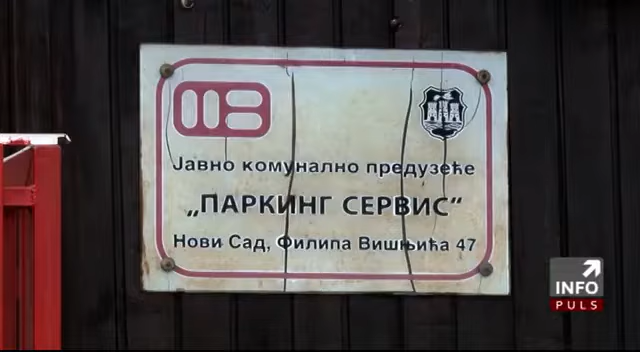 Јавно комунално предузеће
„ПАРКИНГ СЕРВИС“
Нови Сад, Филипа Вишњића 47
INFO
PULS